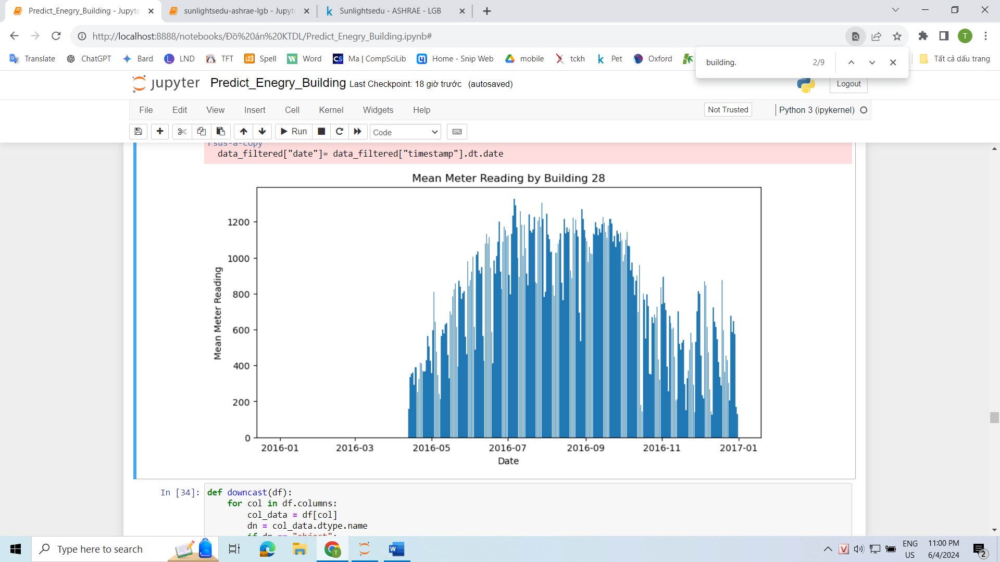 Predict_Enegry_Building - Jupyte
sunlightsedu-ashrae-lgb - Jupyt
Sunlightsedu - ASHRAE - LGB
http://localhost:8888/notebooks/Đồ%20án%20KTDL/Predict_Enegry_Building.ipynb#
T
Translate
ChatGPT
Bard
L LND
TFT
123 Spell
W Word
CS Ma | CompSciLib
Home - Snip Web
mobile
tckh
k Pet
Oxford
Tất cả dấu trang
building. 2/9
jupyter Predict_Enegry_Building Last Checkpoint: 18 giờ trước (autosaved)
Logout
File Edit View Insert Cell Kernel Widgets Help
Not Trusted
Python 3 (ipykernel)
Run
Code
rsus-a-copy
data_filtered["date"]= data_filtered["timestamp"].dt.date
Mean Meter Reading by Building 28
1200
1000
800
600
400
200
0
Mean Meter Reading
2016-01 2016-03 2016-05 2016-07 2016-09 2016-11 2017-01
Date
In [34]: def downcast(df):
for col in df.columns:
col_data = df[col]
dn = col_data.dtype.name
if dn == "object":
Type here to search
T
W
V
ENG
US
11:00 PM
6/4/2024
2